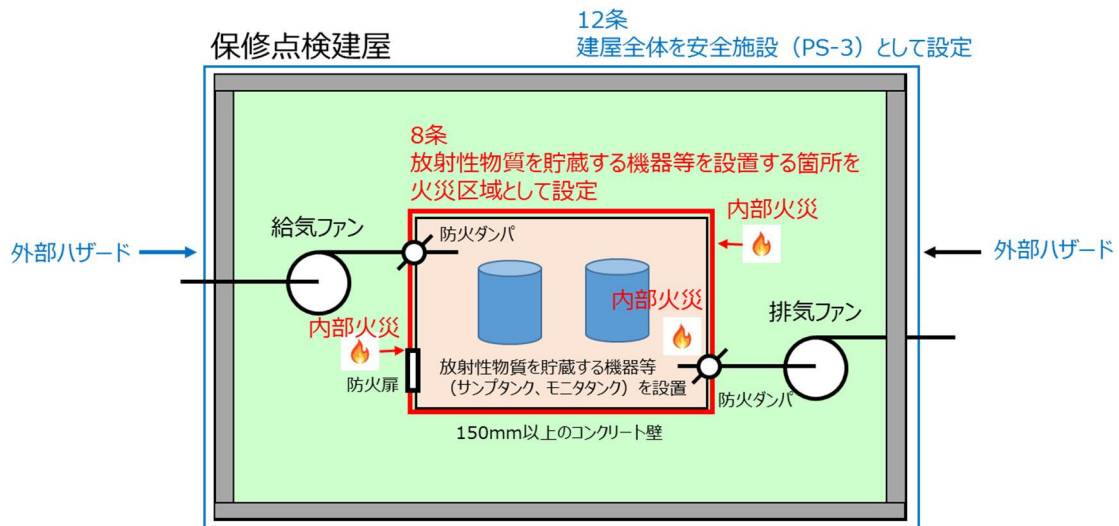 12条
建屋全体を安全施設（PS-3）として設定
保修点検建屋
8条
放射性物質を貯蔵する機器等を設置する箇所を
火災区域として設定
内部火災
給気ファン
防火ダンパ
外部ハザード
外部ハザード
内部火災
排気ファン
内部火災
放射性物質を貯蔵する機器等
（サンプタンク、モニタタンク）を設置
防火扉
防火ダンパ
150mm以上のコンクリート壁